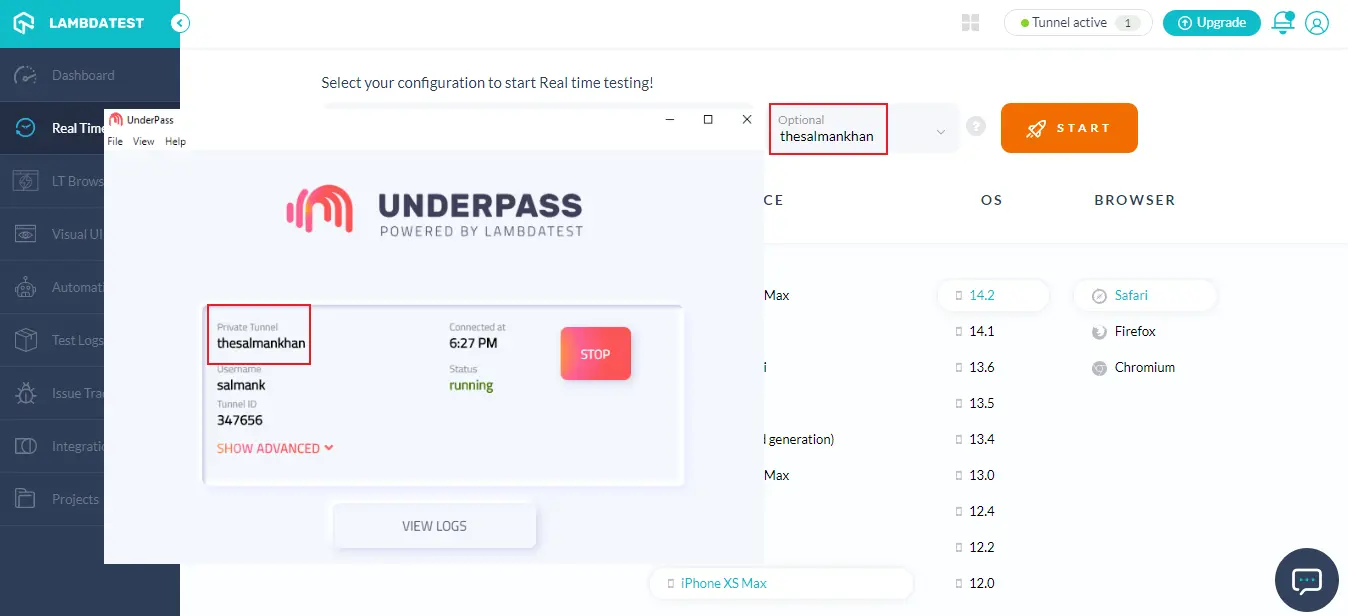 LAMBDATEST
Tunnel active 1
Upgrade
Dashboard
Real Time
LT Brows
Visual UI
Automati
Test Logs
Issue Tra
Integratio
Projects
Select your configuration to start Real time testing!
Optional
thesalmankhan
?
START
UnderPass
File View Help
UNDERPASS
POWERED BY LAMBDATEST
Private Tunnel
thesalmankhan
Username
salmank
Tunnel ID
347656
SHOW ADVANCED
Connected at
6:27 PM
Status
running
STOP
VIEW LOGS
CE
OS
BROWSER
Max
i
d generation)
Max
iPhone XS Max
14.2
14.1
13.6
13.5
13.4
13.0
12.4
12.2
12.0
Safari
Firefox
Chromium